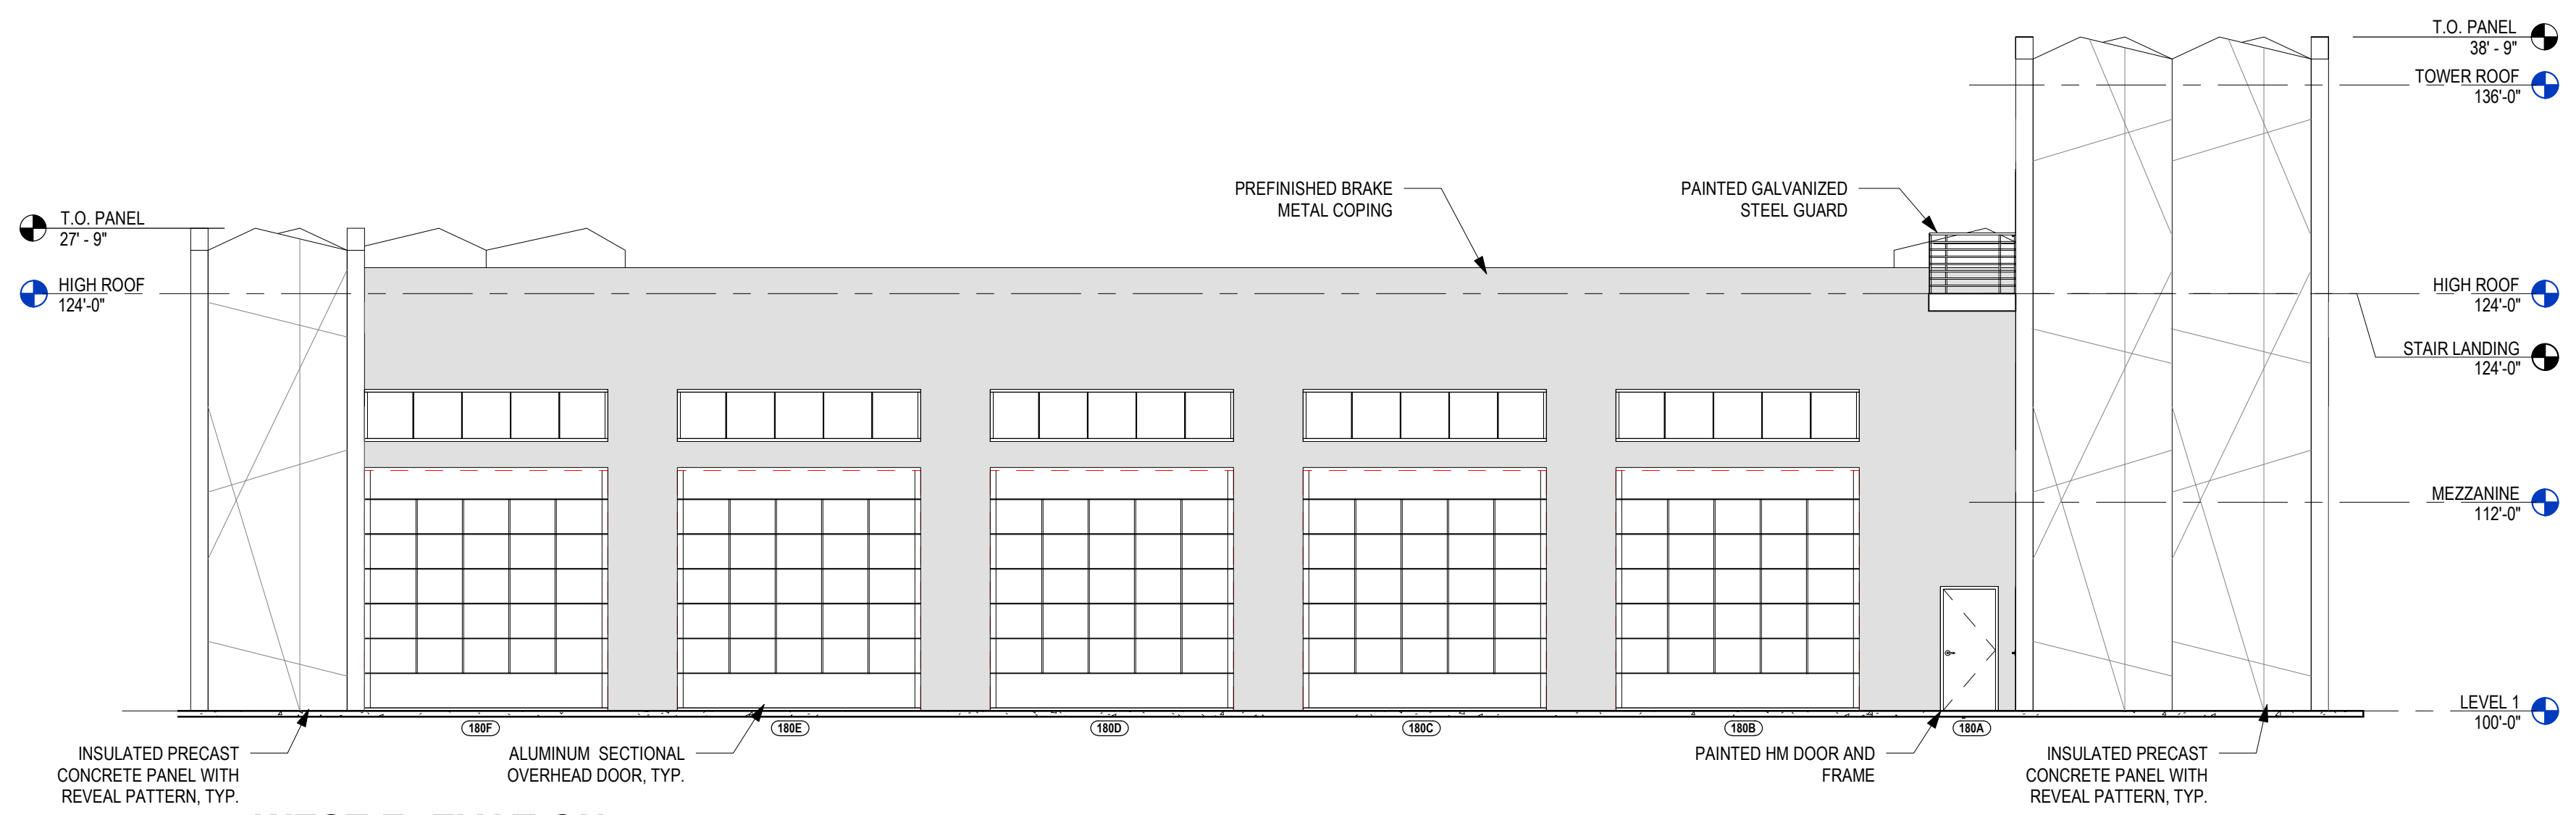 T.O. PANEL
38' - 9"
TOWER ROOF
136'-0"
PREFINISHED BRAKE
METAL COPING
PAINTED GALVANIZED
STEEL GUARD
T.O. PANEL
27' - 9"
HIGH ROOF
124'-0"
HIGH ROOF
124'-0"
STAIR LANDING
124'-0"
MEZZANINE
112'-0"
LEVEL 1
100'-0"
180F
180E
180D
180C
180B
180A
INSULATED PRECAST
CONCRETE PANEL WITH
REVEAL PATTERN, TYP.
ALUMINUM SECTIONAL
OVERHEAD DOOR, TYP.
PAINTED HM DOOR AND
FRAME
INSULATED PRECAST
CONCRETE PANEL WITH
REVEAL PATTERN, TYP.